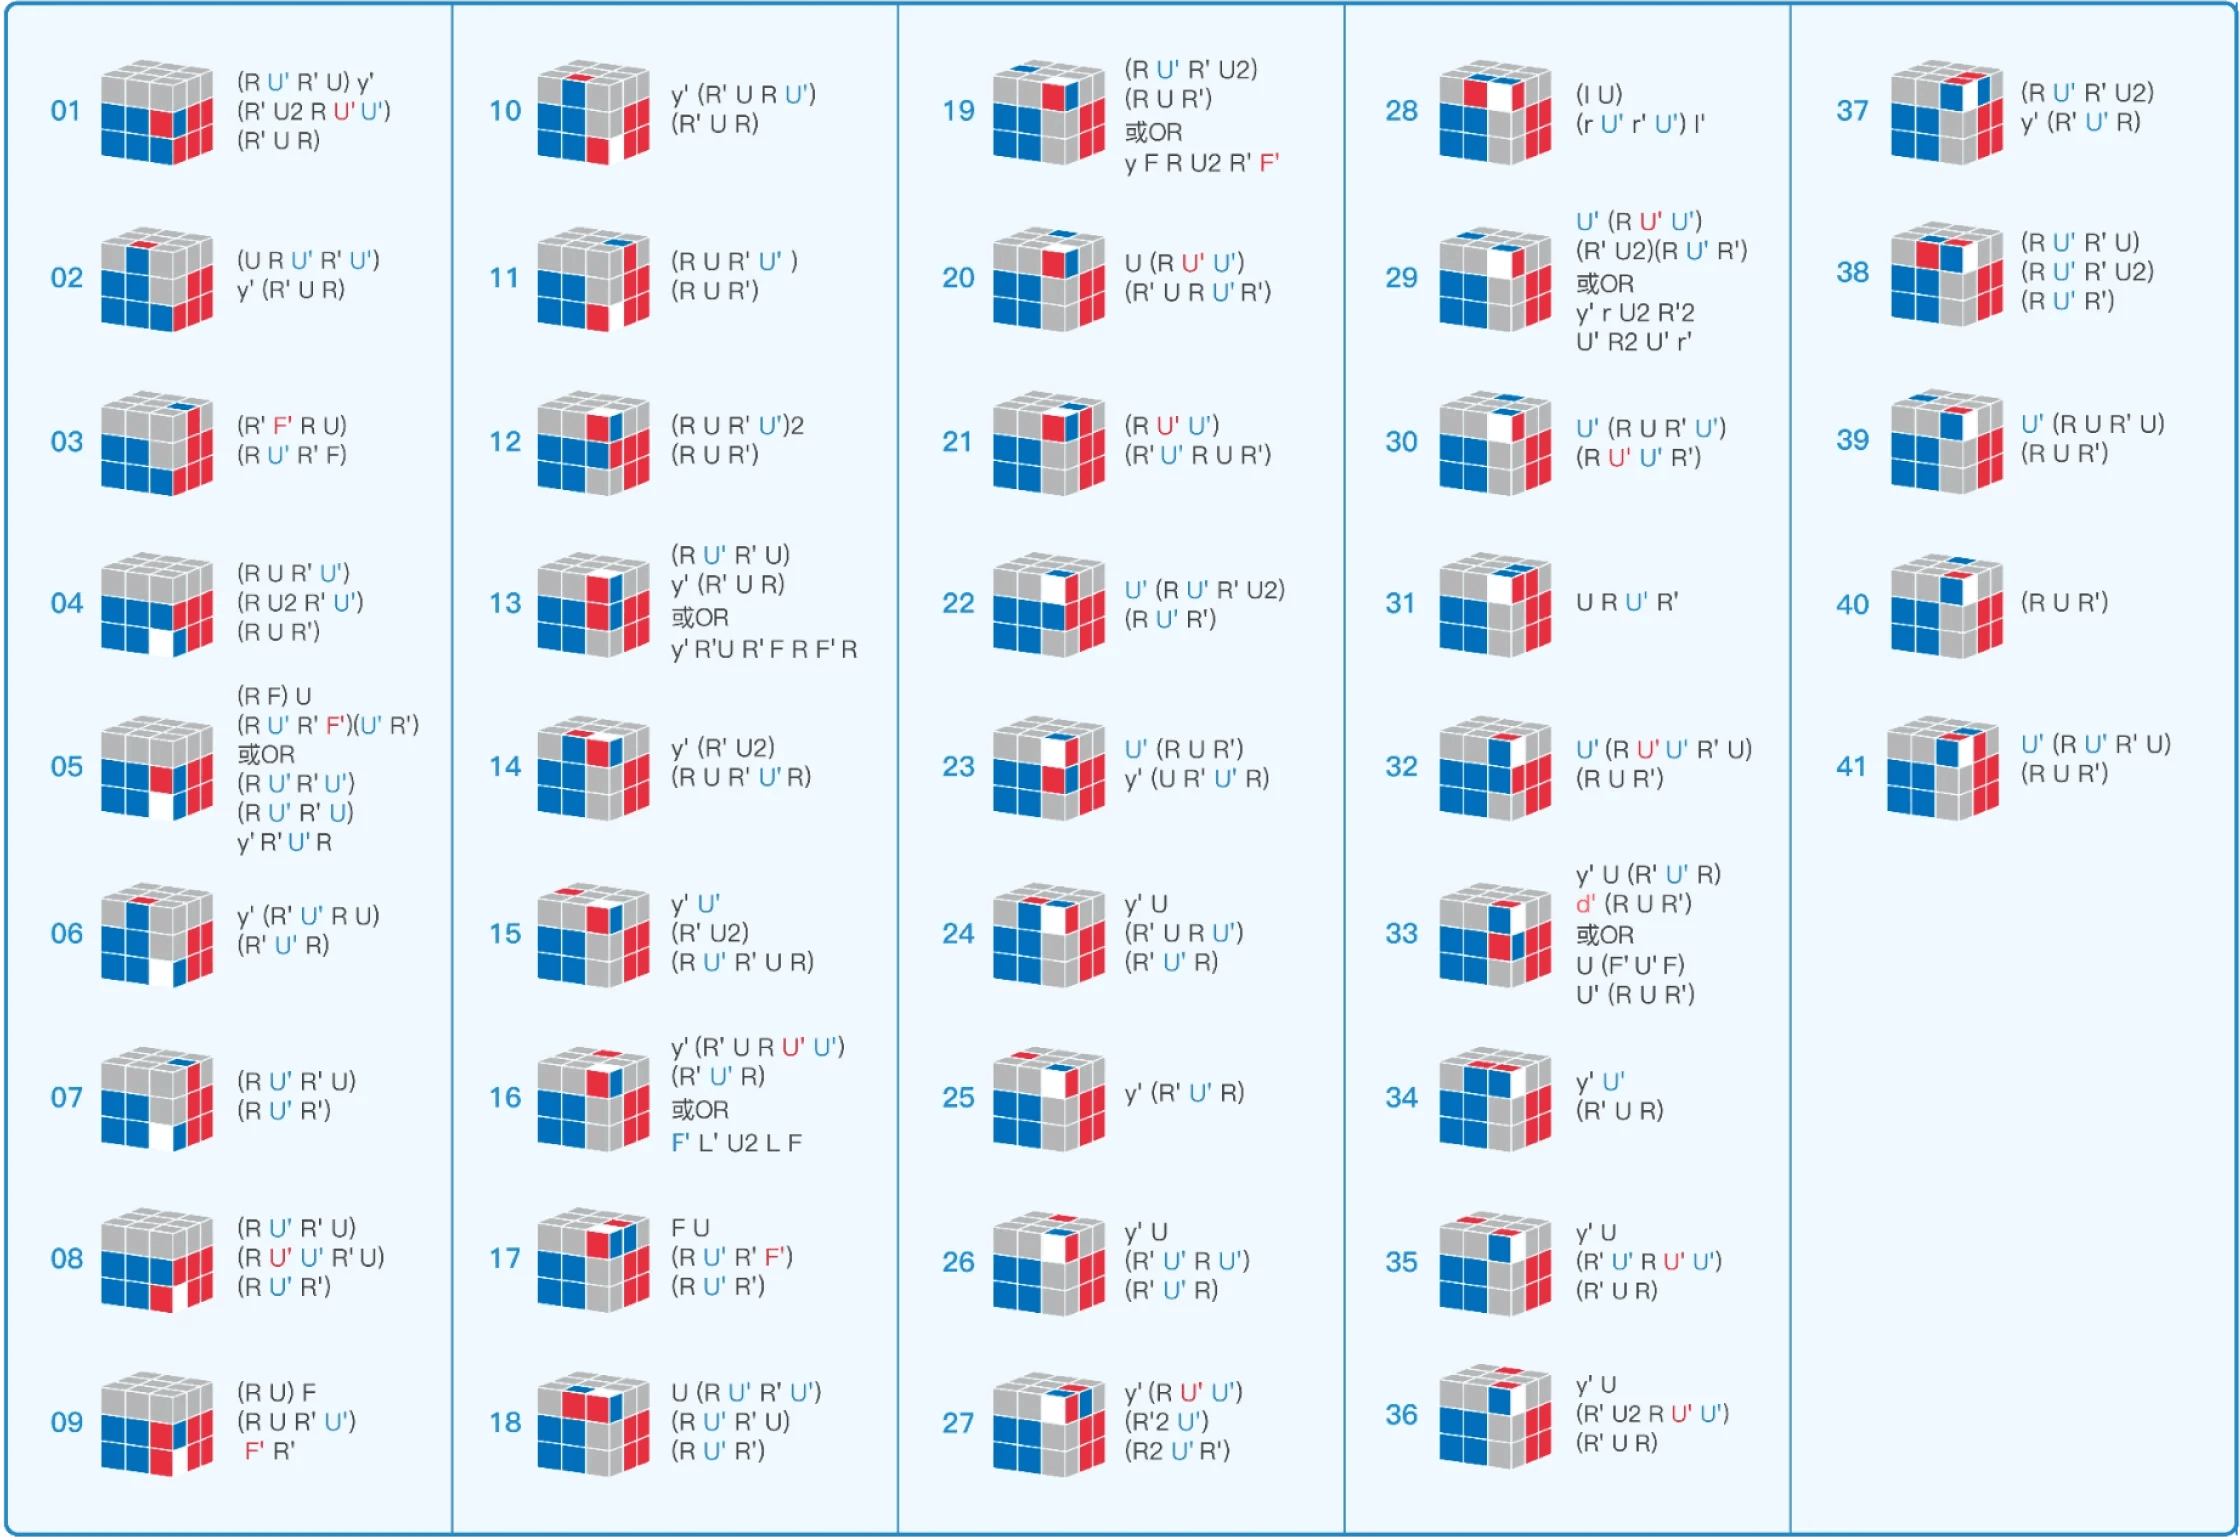 01
(R U' R' U) y'
(R' U2 R U' U')
(R' U R)
02
(U R U' R' U')
y' (R' U R)
03
(R' F' R U)
(R U' R' F)
04
(R U R' U')
(R U2 R' U')
(R U R')
05
(R F) U
(R U' R' F')(U' R')
或OR
(R U' R' U')
(R U' R' U)
y' R' U' R
06
y' (R' U' R U)
(R' U' R)
07
(R U' R' U)
(R U' R')
08
(R U' R' U)
(R U' U' R' U)
(R U' R')
09
(R U) F
(R U R' U')
F' R'
10
y' (R' U R U')
(R' U R)
11
(R U R' U' )
(R U R')
12
(R U R' U')2
(R U R')
13
(R U' R' U)
y' (R' U R)
或OR
y' R'U R' F R F' R
14
y' (R' U2)
(R U R' U' R)
15
y' U'
(R' U2)
(R U' R' U R)
16
y' (R' U R U' U')
(R' U' R)
或OR
F' L' U2 L F
17
F U
(R U' R' F')
(R U' R')
18
U (R U' R' U')
(R U' R' U)
(R U' R')
19
(R U' R' U2)
(R U R')
或OR
y F R U2 R' F'
20
U (R U' U')
(R' U R U' R')
21
(R U' U')
(R' U' R U R')
22
U' (R U' R' U2)
(R U' R')
23
U' (R U R')
y' (U R' U' R)
24
y' U
(R' U R U')
(R' U' R)
25
y' (R' U' R)
26
y' U
(R' U' R U')
(R' U' R)
27
y' (R U' U')
(R'2 U')
(R2 U' R')
28
(l U)
(r U' r' U') l'
29
U' (R U' U')
(R' U2)(R U' R')
或OR
y' r U2 R'2
U' R2 U' r'
30
U' (R U R' U')
(R U' U' R')
31
U R U' R'
32
U' (R U' U' R' U)
(R U R')
33
y' U (R' U' R)
d' (R U R')
或OR
U (F' U' F)
U' (R U R')
34
y' U'
(R' U R)
35
y' U
(R' U' R U' U')
(R' U R)
36
y' U
(R' U2 R U' U')
(R' U R)
37
(R U' R' U2)
y' (R' U' R)
38
(R U' R' U)
(R U' R' U2)
(R U' R')
39
U' (R U R' U)
(R U R')
40
(R U R')
41
U' (R U' R' U)
(R U R')